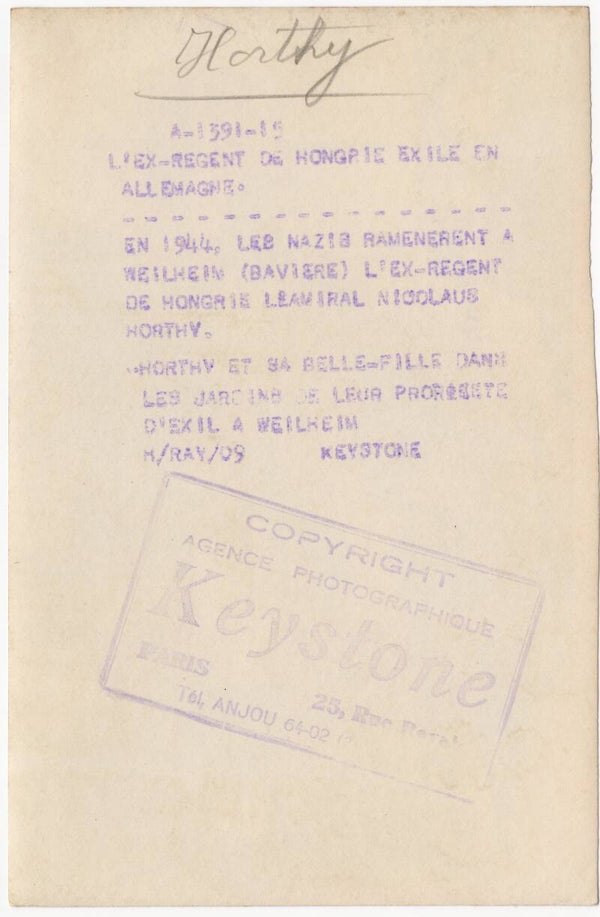 Horthy
A-1391-15
L'EX-REGENT DE HONGRIE EXILE EN
ALLEMAGNE.
- - - - - - - - - - - - - - - - -
EN 1944, LES NAZIS RAMENERENT A
WEILHEIM (BAVIERE) L'EX-REGENT
DE HONGRIE LEAMIRAL NICOLAUS
HORTHY.
HORTHY ET SA BELLE-FILLE DANS
LES JARDINS DE LEUR
D'EXIL A WEILHEIM
H/RAY/09 KEYSTONE
COPYRIGHT
AGENCE PHOTOGRAPHIQUE
Keystone
PARIS 25, Rue
Tél, ANJOU 64-02